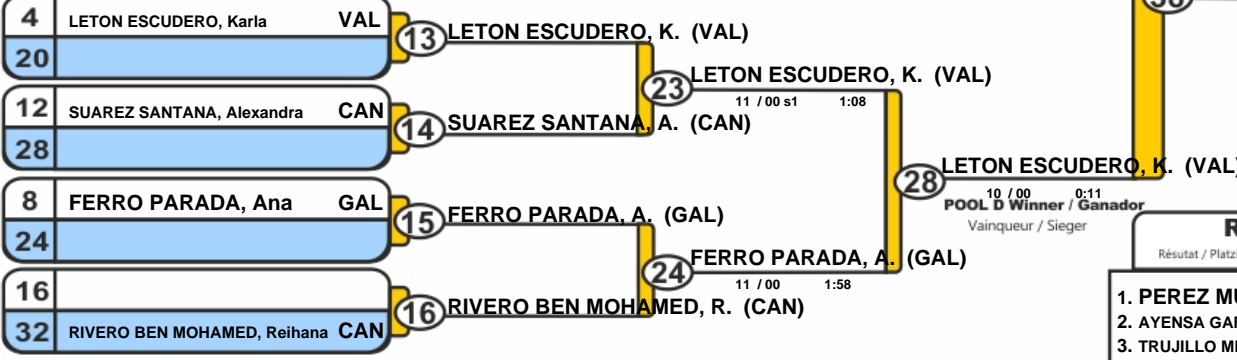 4 LETON ESCUDERO, Karla VAL
20
13 LETON ESCUDERO, K. (VAL)
12 SUAREZ SANTANA, Alexandra CAN
28
14 SUAREZ SANTANA, A. (CAN)
23 LETON ESCUDERO, K. (VAL)
11 / 00 s1 1:08
8 FERRO PARADA, Ana GAL
24
15 FERRO PARADA, A. (GAL)
16
32 RIVERO BEN MOHAMED, Reihana CAN
16 RIVERO BEN MOHAMED, R. (CAN)
24 FERRO PARADA, A. (GAL)
11 / 00 1:58
28 LETON ESCUDERO, K. (VAL)
10 / 00 0:11
POOL D Winner / Ganador
Vainqueur / Sieger
R
Résutat / Platz
1. PEREZ MU
2. AYENSA GAR
3. TRUJILLO M